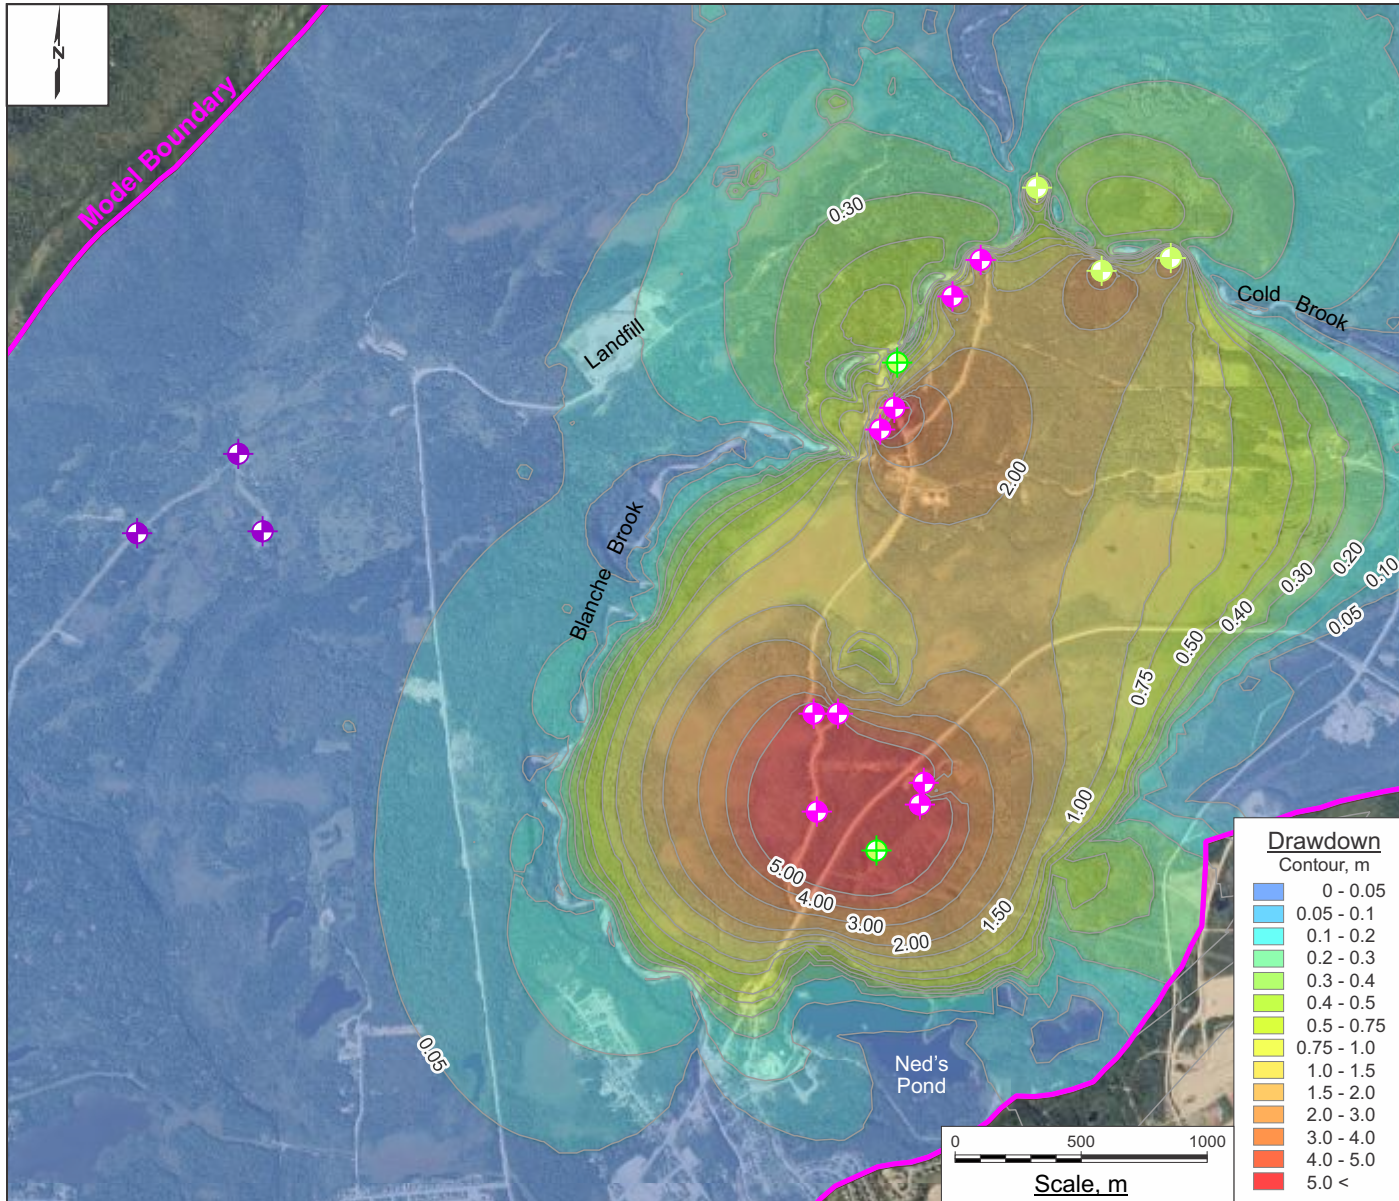 N
Model Boundary
0.30
Landfill
Cold Brook
2.00
Blanche Brook
0.20
0.10
0.30
0.40
0.05
0.50
0.75
1.00
5.00
4.00
3.00
2.00
1.50
0.05
Ned's
Pond
0 500 1000
Scale, m
Drawdown
Contour, m
0 - 0.05
0.05 - 0.1
0.1 - 0.2
0.2 - 0.3
0.3 - 0.4
0.4 - 0.5
0.5 - 0.75
0.75 - 1.0
1.0 - 1.5
1.5 - 2.0
2.0 - 3.0
3.0 - 4.0
4.0 - 5.0
5.0 <